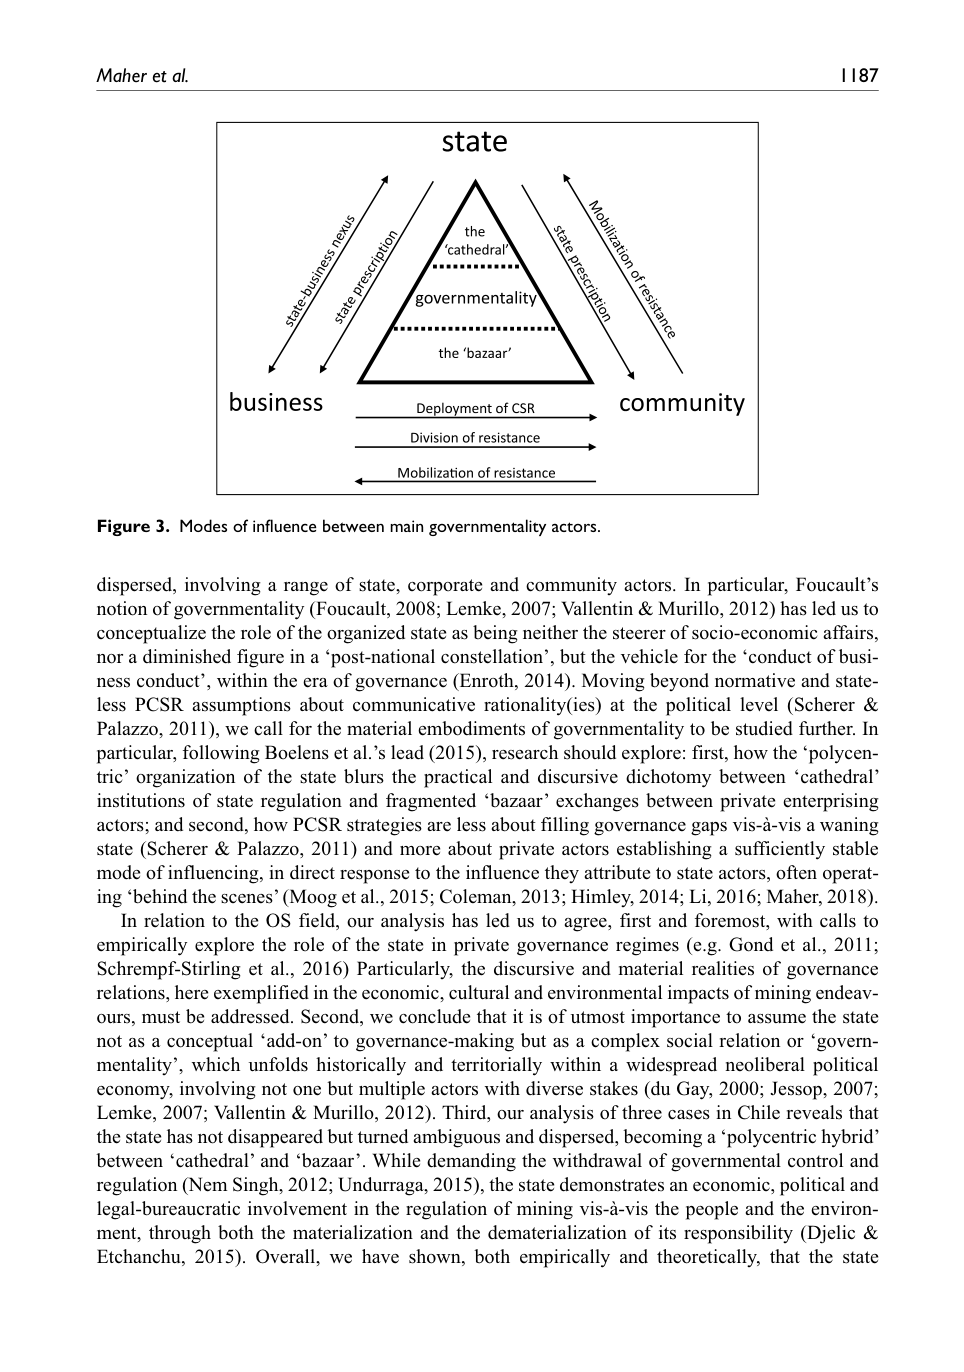 Maher et al.
1187
state
state-business nexus
state prescription
the
‘cathedral’
governmentality
the ‘bazaar’
state prescription
Mobilization of resistance
business
community
Deployment of CSR
Division of resistance
Mobilization of resistance
Figure 3. Modes of influence between main governmentality actors.
dispersed, involving a range of state, corporate and community actors. In particular, Foucault’s
notion of governmentality (Foucault, 2008; Lemke, 2007; Vallentin & Murillo, 2012) has led us to
conceptualize the role of the organized state as being neither the steerer of socio-economic affairs,
nor a diminished figure in a ‘post-national constellation’, but the vehicle for the ‘conduct of busi-
ness conduct’, within the era of governance (Enroth, 2014). Moving beyond normative and state-
less PCSR assumptions about communicative rationality(ies) at the political level (Scherer &
Palazzo, 2011), we call for the material embodiments of governmentality to be studied further. In
particular, following Boelens et al.’s lead (2015), research should explore: first, how the ‘polycen-
tric’ organization of the state blurs the practical and discursive dichotomy between ‘cathedral’
institutions of state regulation and fragmented ‘bazaar’ exchanges between private enterprising
actors; and second, how PCSR strategies are less about filling governance gaps vis-à-vis a waning
state (Scherer & Palazzo, 2011) and more about private actors establishing a sufficiently stable
mode of influencing, in direct response to the influence they attribute to state actors, often operat-
ing ‘behind the scenes’ (Moog et al., 2015; Coleman, 2013; Himley, 2014; Li, 2016; Maher, 2018).
In relation to the OS field, our analysis has led us to agree, first and foremost, with calls to
empirically explore the role of the state in private governance regimes (e.g. Gond et al., 2011;
Schrempf-Stirling et al., 2016) Particularly, the discursive and material realities of governance
relations, here exemplified in the economic, cultural and environmental impacts of mining endeav-
ours, must be addressed. Second, we conclude that it is of utmost importance to assume the state
not as a conceptual ‘add-on’ to governance-making but as a complex social relation or ‘govern-
mentality’, which unfolds historically and territorially within a widespread neoliberal political
economy, involving not one but multiple actors with diverse stakes (du Gay, 2000; Jessop, 2007;
Lemke, 2007; Vallentin & Murillo, 2012). Third, our analysis of three cases in Chile reveals that
the state has not disappeared but turned ambiguous and dispersed, becoming a ‘polycentric hybrid’
between ‘cathedral’ and ‘bazaar’. While demanding the withdrawal of governmental control and
regulation (Nem Singh, 2012; Undurraga, 2015), the state demonstrates an economic, political and
legal-bureaucratic involvement in the regulation of mining vis-à-vis the people and the environ-
ment, through both the materialization and the dematerialization of its responsibility (Djelic &
Etchanchu, 2015). Overall, we have shown, both empirically and theoretically, that the state